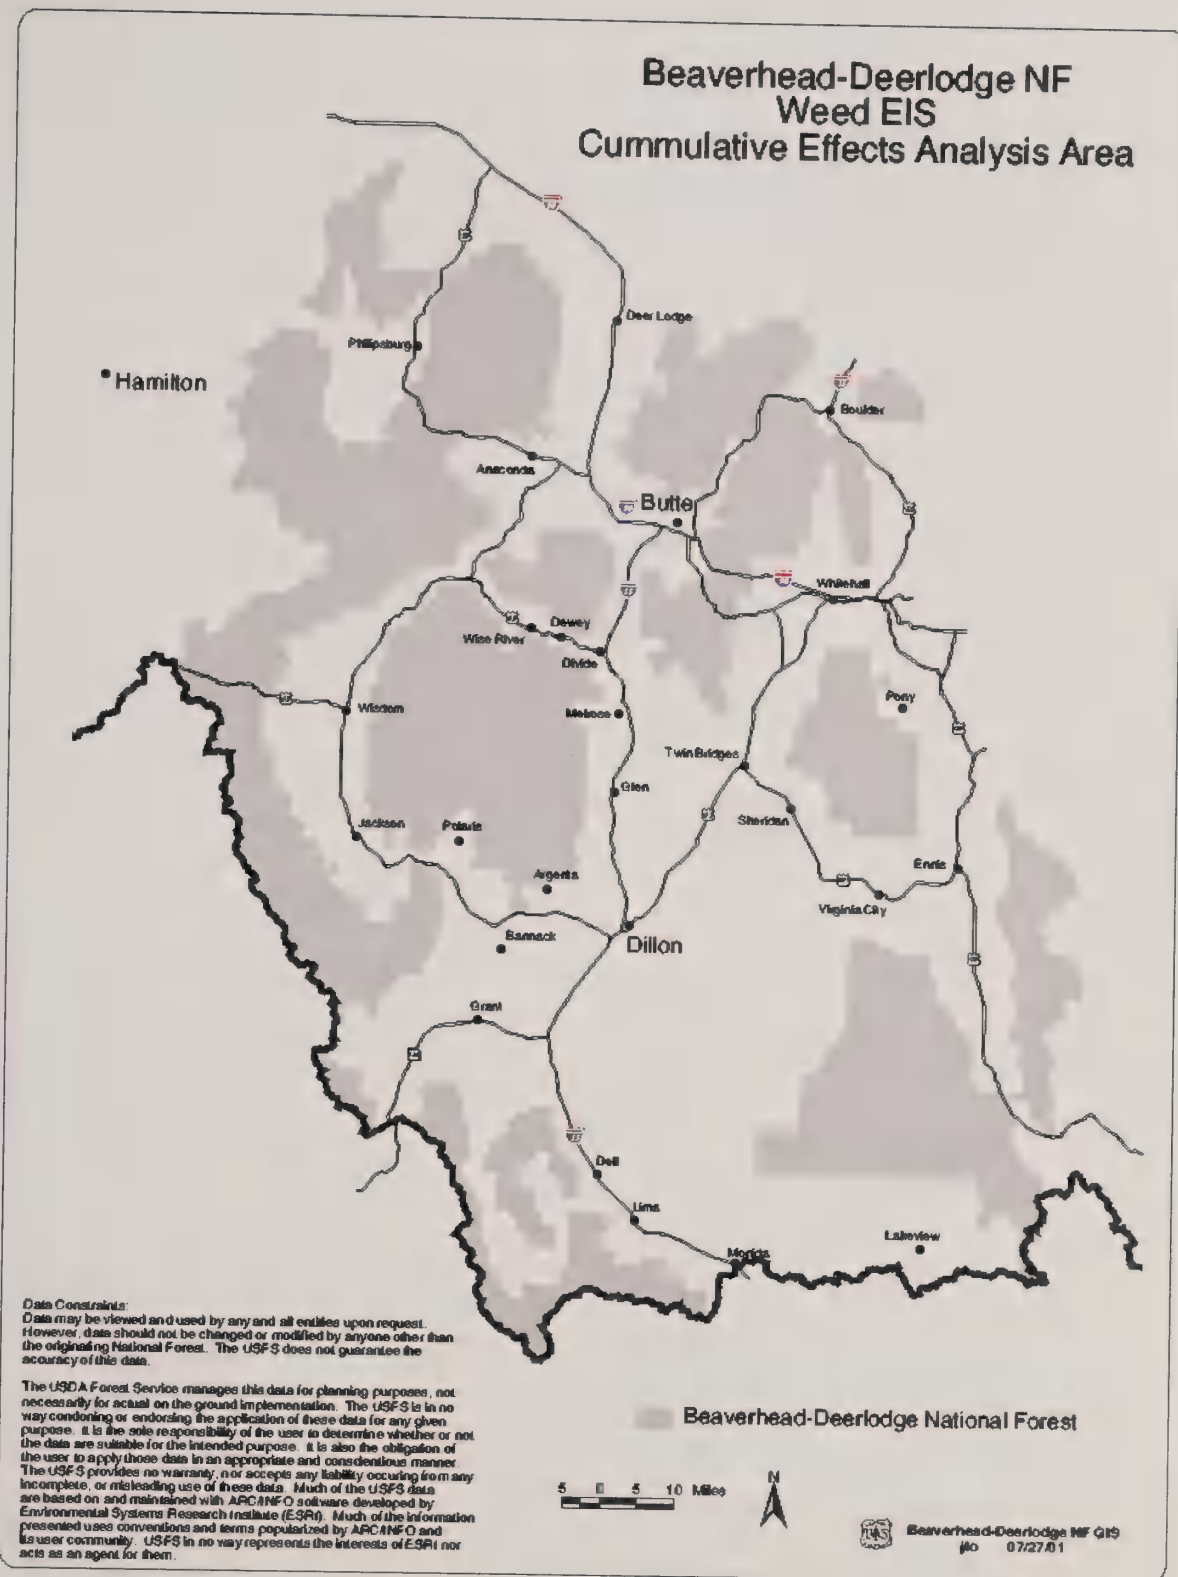 Beaverhead-Deerlodge NF
Weed EIS
Cummulative Effects Analysis Area
Deer Lodge
Philipsburg
Hamilton
Boulder
Anaconda
Butte
Whitehall
Dewey
Wise River
Divide
Pony
Wisdom
Melrose
Twin Bridges
Glen
Jackson
Polaris
Sheridan
Ennis
Argenta
Virginia City
Bannack
Dillon
Grant
Dell
Lima
Lakeview
Monida
Data Constraints:
Data may be viewed and used by any and all entities upon request.
However, data should not be changed or modified by anyone other than
the originating National Forest. The USFS does not guarantee the
accuracy of this data.
The USDA Forest Service manages this data for planning purposes, not
necessarily for actual on the ground implementation. The USFS is in no
way condoning or endorsing the application of these data for any given
purpose. It is the sole responsibility of the user to determine whether or not
the data are suitable for the intended purpose. It is also the obligation of
the user to apply those data in an appropriate and conscientious manner.
The USFS provides no warranty, nor accepts any liability occuring from any
incomplete, or misleading use of these data. Much of the USFS data
are based on and maintained with ARC/INFO software developed by
Environmental Systems Research Institute (ESRI). Much of the information
presented uses conventions and terms popularized by ARC/INFO and
its user community. USFS in no way represents the interests of ESRI nor
acts as an agent for them.
Beaverhead-Deerlodge National Forest
N
5 0 5 10 Miles
Beaverhead-Deerlodge NF GIS
07/27/01